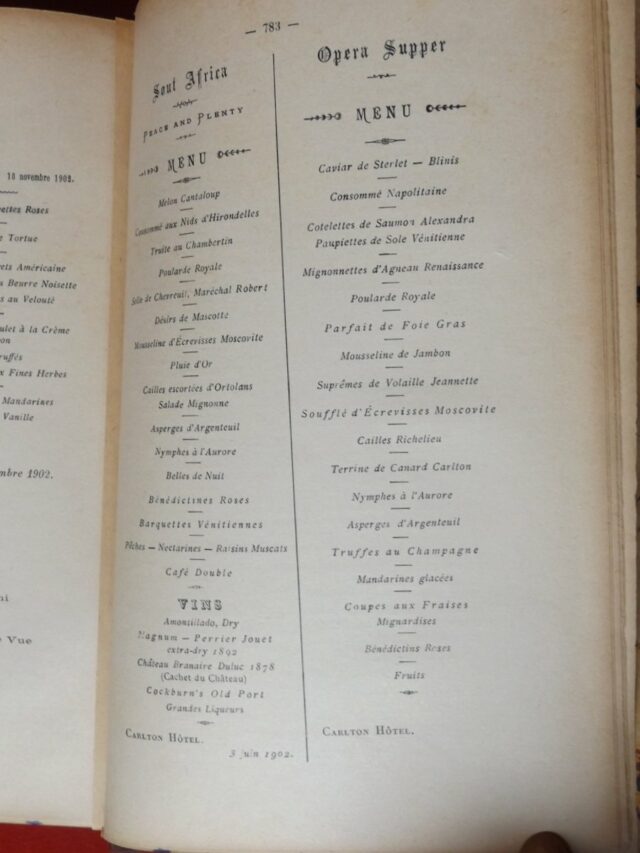 10 novembre 1902.
ettes Roses
e Tortue
ets Américaine
s Beurre Noisette
s au Velouté
ulet à la Crème
on
ruffés
x Fines Herbes
Mandarines
Vanille
mbre 1902.
ni
e Vue
— 783 —
Sout Africa
PEACE AND PLENTY
MENU
Melon Cantaloup
Consommé aux Nids d'Hirondelles
Truite au Chambertin
Poularde Royale
Selle de Chevreuil, Maréchal Robert
Désirs de Mascotte
Mousseline d'Écrevisses Moscovite
Pluie d'Or
Cailles escortées d'Ortolans
Salade Mignonne
Asperges d'Argenteuil
Nymphes à l'Aurore
Belles de Nuit
Bénédictines Roses
Barquettes Vénitiennes
Pêches — Nectarines — Raisins Muscats
Café Double
VINS
Amontillado, Dry
Magnum — Perrier Jouet
extra-dry 1892
Château Branaire Duluc 1878
(Cachet du Château)
Cockburn's Old Port
Grandes Liqueurs
CARLTON HÔTEL.
3 juin 1902.
Opera Supper
MENU
Caviar de Sterlet — Blinis
Consommé Napolitaine
Cotelettes de Saumon Alexandra
Paupiettes de Sole Vénitienne
Mignonnettes d'Agneau Renaissance
Poularde Royale
Parfait de Foie Gras
Mousseline de Jambon
Suprêmes de Volaille Jeannette
Soufflé d'Écrevisses Moscovite
Cailles Richelieu
Terrine de Canard Carlton
Nymphes à l'Aurore
Asperges d'Argenteuil
Truffes au Champagne
Mandarines glacées
Coupes aux Fraises
Mignardises
Bénédictins Roses
Fruits
CARLTON HÔTEL.